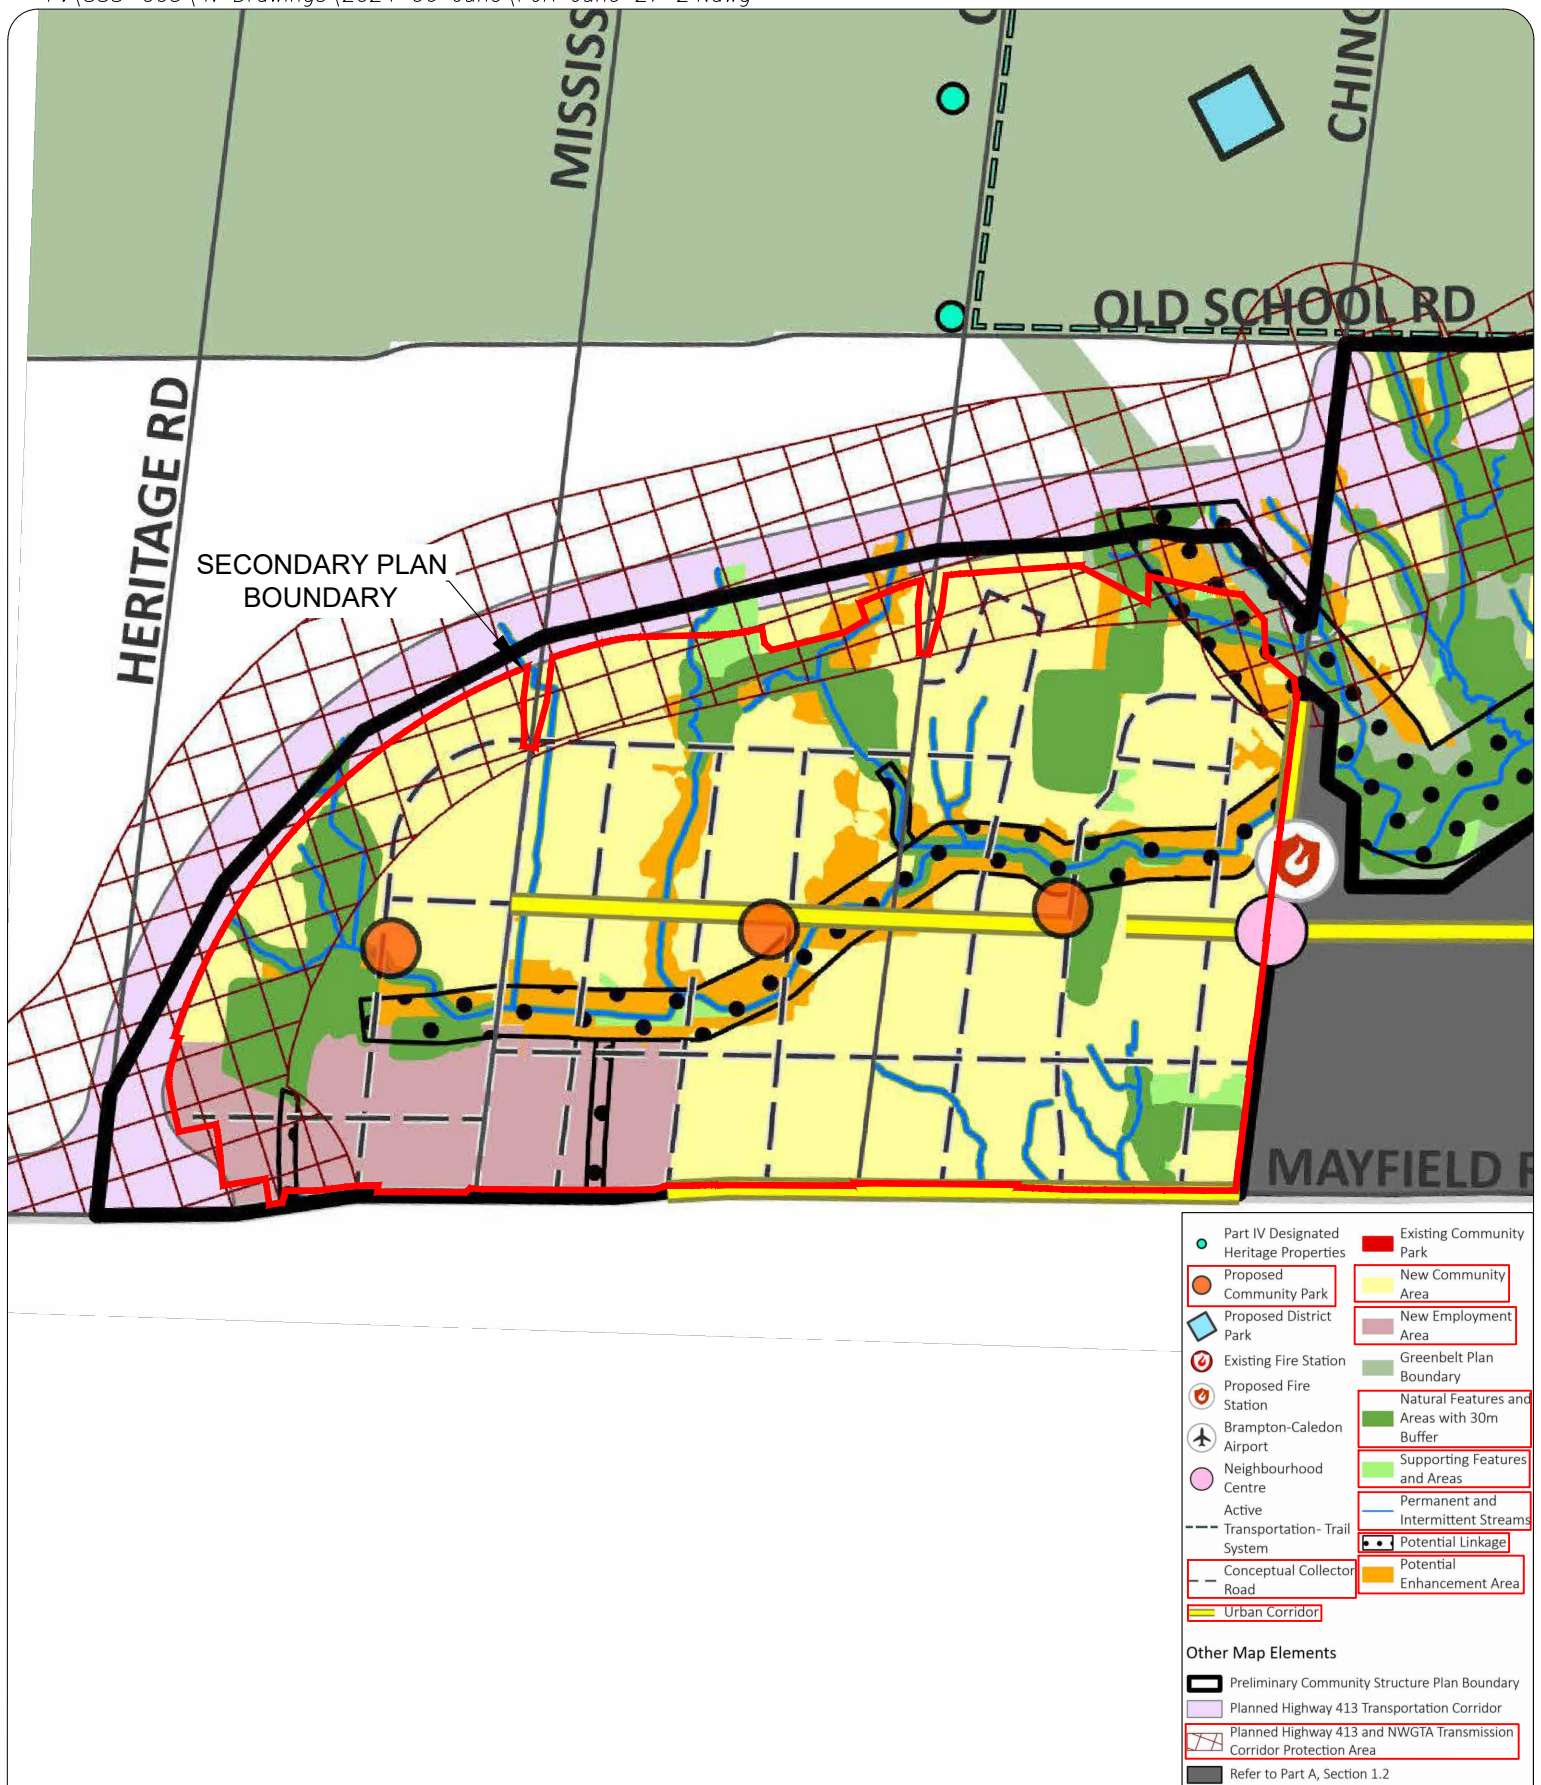 MISSISS
CHING
OLD SCHOOL RD
HERITAGE RD
SECONDARY PLAN
BOUNDARY
MAYFIELD R
Part IV Designated
Heritage Properties
Proposed
Community Park
Proposed District
Park
Existing Fire Station
Proposed Fire
Station
Brampton-Caledon
Airport
Neighbourhood
Centre
Active
Transportation- Trail
System
Conceptual Collector
Road
Urban Corridor
Existing Community
Park
New Community
Area
New Employment
Area
Greenbelt Plan
Boundary
Natural Features and
Areas with 30m
Buffer
Supporting Features
and Areas
Permanent and
Intermittent Streams
Potential Linkage
Potential
Enhancement Area
Other Map Elements
Preliminary Community Structure Plan Boundary
Planned Highway 413 Transportation Corridor
Planned Highway 413 and NWGTA Transmission
Corridor Protection Area
Refer to Part A, Section 1.2